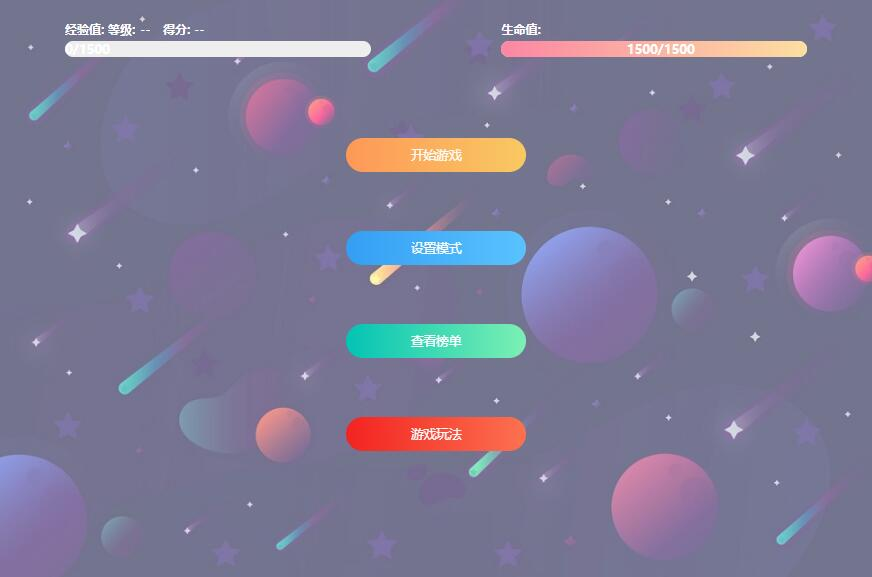 经验值: 等级: -- 得分: --
0/1500
生命值:
1500/1500
开始游戏
设置模式
查看榜单
游戏玩法